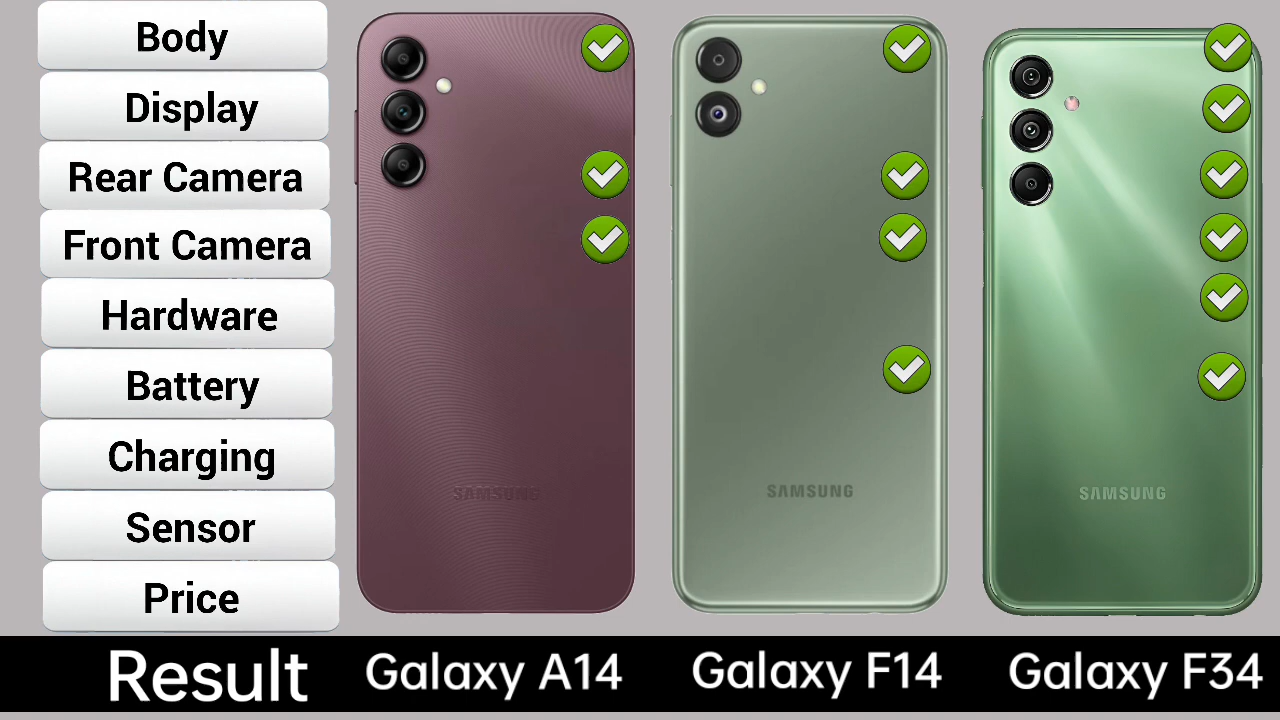 Body
Display
Rear Camera
Front Camera
Hardware
Battery
Charging
Sensor
Price
SAMSUNG
SAMSUNG
SAMSUNG
Result
Galaxy A14
Galaxy F14
Galaxy F34